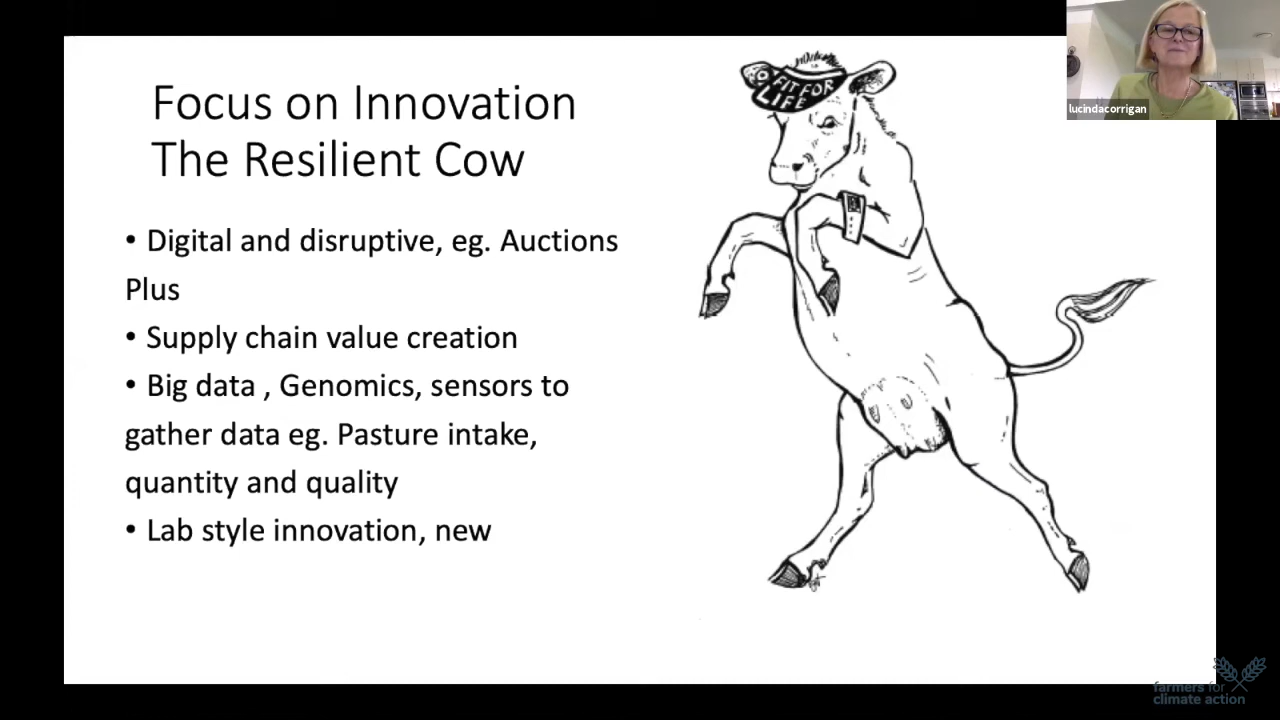 Focus on Innovation
The Resilient Cow
• Digital and disruptive, eg. Auctions
Plus
• Supply chain value creation
• Big data , Genomics, sensors to
gather data eg. Pasture intake,
quantity and quality
• Lab style innovation, new
FIT FOR
LIFE
lucindacorrigan
farmers for
climate action